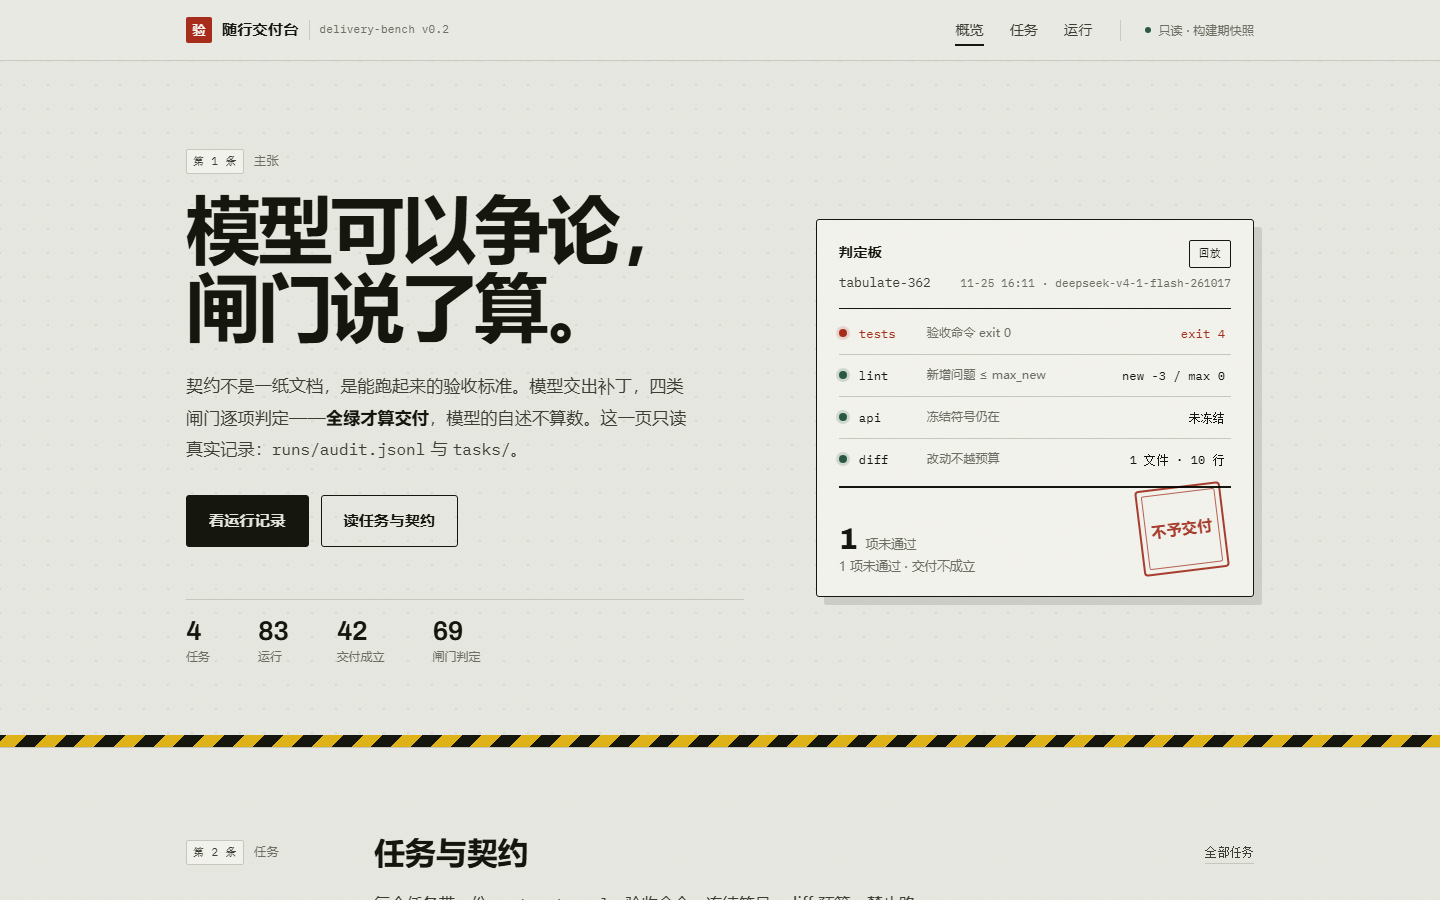 验 随行交付台 delivery-bench v0.2 概览 任务 运行 只读 · 构建期快照
第 1 条 主张
模型可以争论，
闸门说了算。
契约不是一纸文档，是能跑起来的验收标准。模型交出补丁，四类
闸门逐项判定——全绿才算交付，模型的自述不算数。这一页只读
真实记录：runs/audit.jsonl 与 tasks/。
看运行记录 读任务与契约
4 83 42 69
任务 运行 交付成立 闸门判定
判定板 回放
tabulate-362 11-25 16:11 · deepseek-v4-1-flash-261017
tests 验收命令 exit 0 exit 4
lint 新增问题 ≤ max_new new -3 / max 0
api 冻结符号仍在 未冻结
diff 改动不越预算 1 文件 · 10 行
1 项未通过
1 项未通过 · 交付不成立
不予交付
第 2 条 任务 任务与契约 全部任务